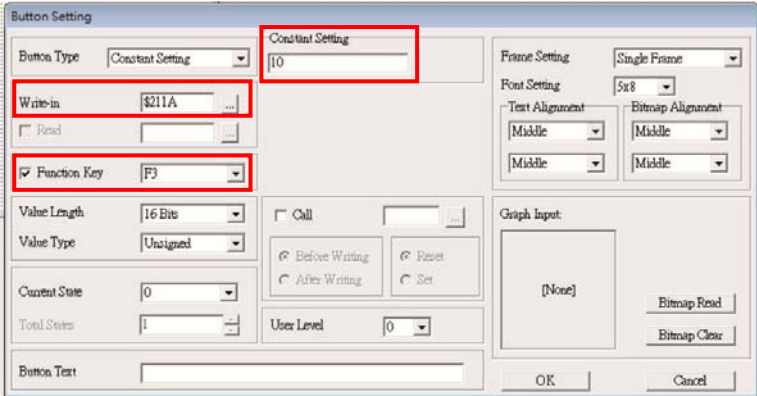 Button Setting
Button Type
Constant Setting
Constant Setting
10
Write-in
$211A
...
Read
...
Function Key
F3
Value Length
16 Bits
Value Type
Unsigned
Current State
0
Total States
1
Call
...
Before Writing
After Writing
Reset
Set
User Level
0
Button Text
Frame Setting
Single Frame
Font Setting
5x8
Text Alignment
Middle
Middle
Bitmap Alignment
Middle
Middle
Graph Input:
[None]
Bitmap Read
Bitmap Clear
OK
Cancel